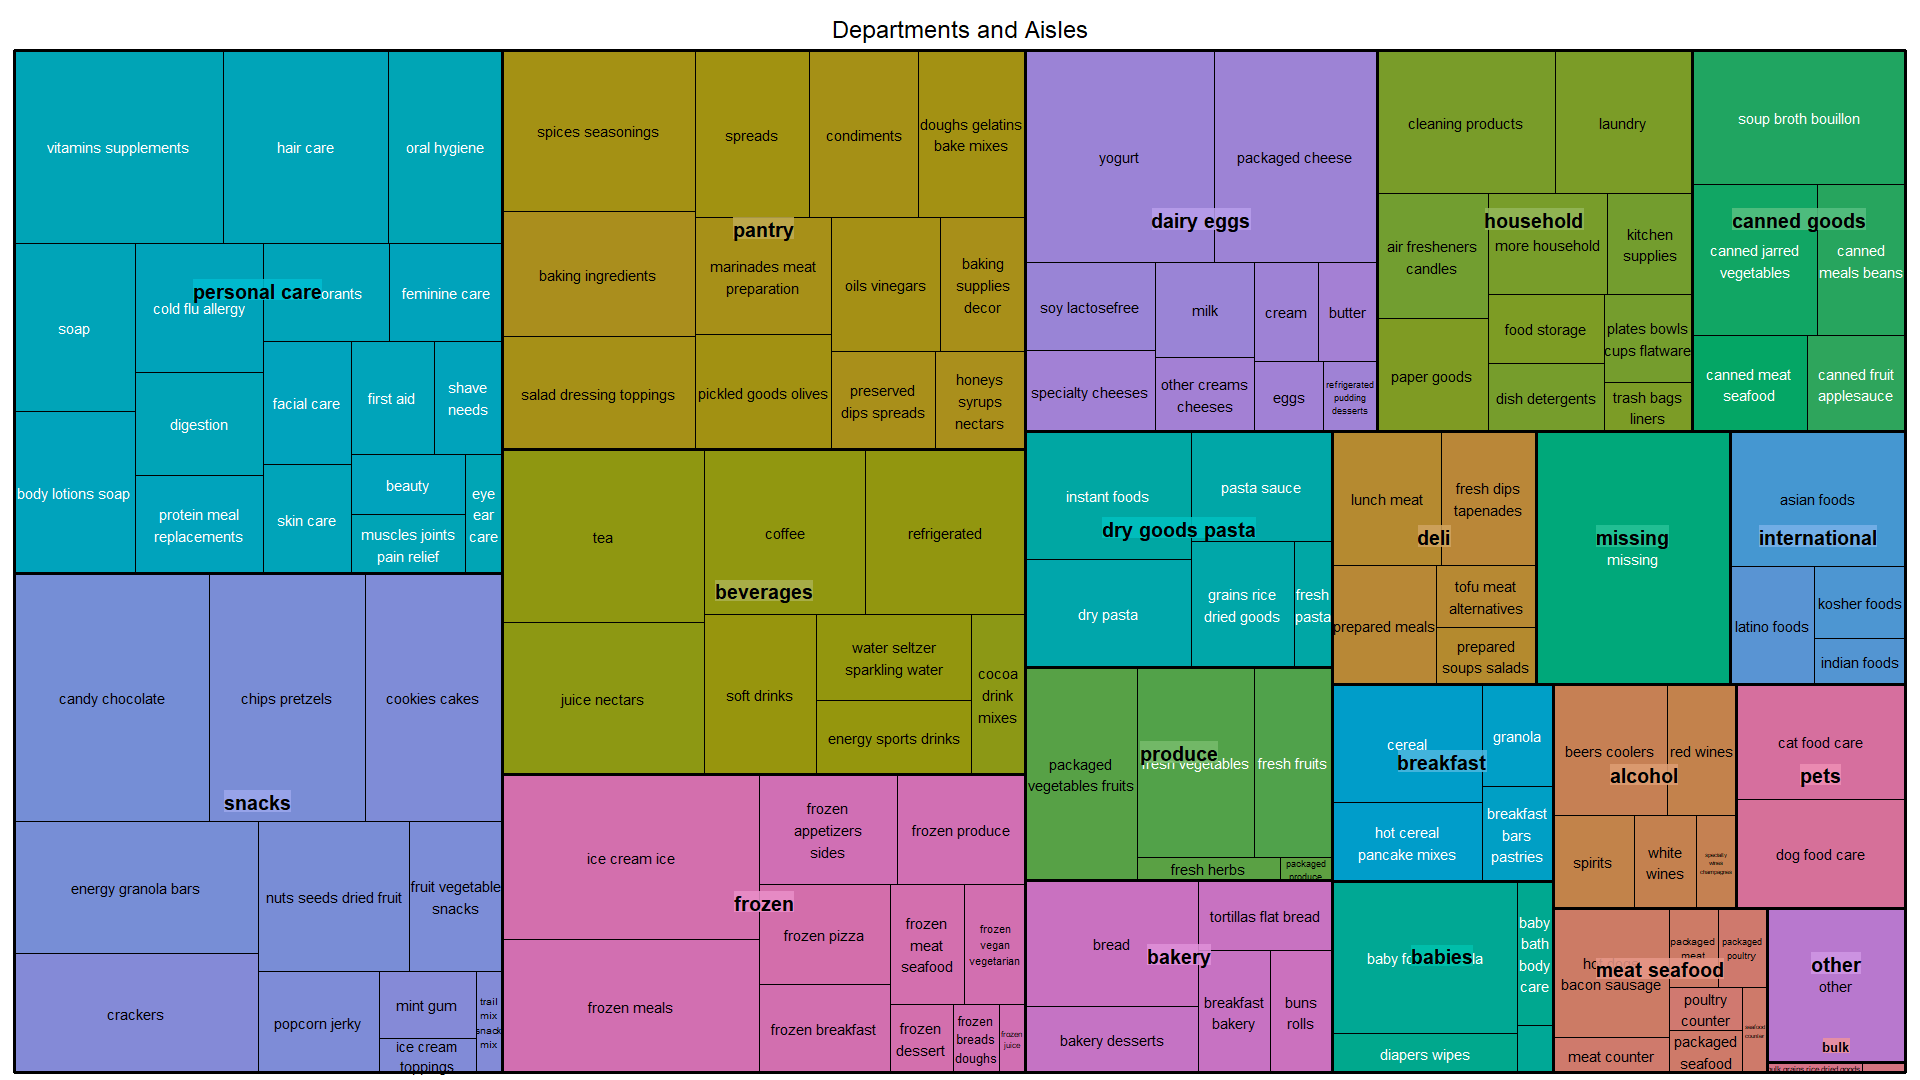 Departments and Aisles
vitamins supplements
hair care
oral hygiene
soap
cold flu allergy
personal care
feminine care
body lotions soap
digestion
protein meal
replacements
facial care
first aid
shave
needs
skin care
beauty
muscles joints
pain relief
eye
ear
care
candy chocolate
chips pretzels
cookies cakes
snacks
energy granola bars
nuts seeds dried fruit
fruit vegetable
snacks
crackers
popcorn jerky
mint gum
ice cream
toppings
trail
mix
snack
mix
spices seasonings
spreads
condiments
doughs gelatins
bake mixes
pantry
baking ingredients
marinades meat
preparation
oils vinegars
baking
supplies
decor
salad dressing toppings
pickled goods olives
preserved
dips spreads
honeys
syrups
nectars
tea
coffee
refrigerated
beverages
juice nectars
soft drinks
water seltzer
sparkling water
energy sports drinks
cocoa
drink
mixes
ice cream ice
frozen
appetizers
sides
frozen produce
frozen
frozen meals
frozen pizza
frozen
meat
seafood
frozen
vegan
vegetarian
frozen breakfast
frozen
dessert
frozen
breads
doughs
frozen
juice
yogurt
packaged cheese
dairy eggs
soy lactosefree
milk
cream
butter
specialty cheeses
other creams
cheeses
eggs
refrigerated
pudding
desserts
cleaning products
laundry
household
air fresheners
candles
more household
kitchen
supplies
paper goods
food storage
plates bowls
cups flatware
dish detergents
trash bags
liners
soup broth bouillon
canned goods
canned jarred
vegetables
canned
meals beans
canned meat
seafood
canned fruit
applesauce
instant foods
pasta sauce
dry goods pasta
dry pasta
grains rice
dried goods
fresh
pasta
lunch meat
fresh dips
tapenades
deli
prepared meals
tofu meat
alternatives
prepared
soups salads
missing
missing
asian foods
international
latino foods
kosher foods
indian foods
produce
packaged
vegetables fruits
fresh vegetables
fresh fruits
fresh herbs
packaged
produce
cereal
granola
breakfast
hot cereal
pancake mixes
breakfast
bars
pastries
beers coolers
red wines
alcohol
spirits
white
wines
specialty
wines
champagnes
cat food care
pets
dog food care
bread
tortillas flat bread
bakery
bakery desserts
breakfast
bakery
buns
rolls
baby
babies
baby
bath
body
care
diapers wipes
packaged
meat
packaged
poultry
meat seafood
bacon sausage
poultry
counter
seafood
counter
meat counter
packaged
seafood
other
other
bulk
bulk grains rice dried goods